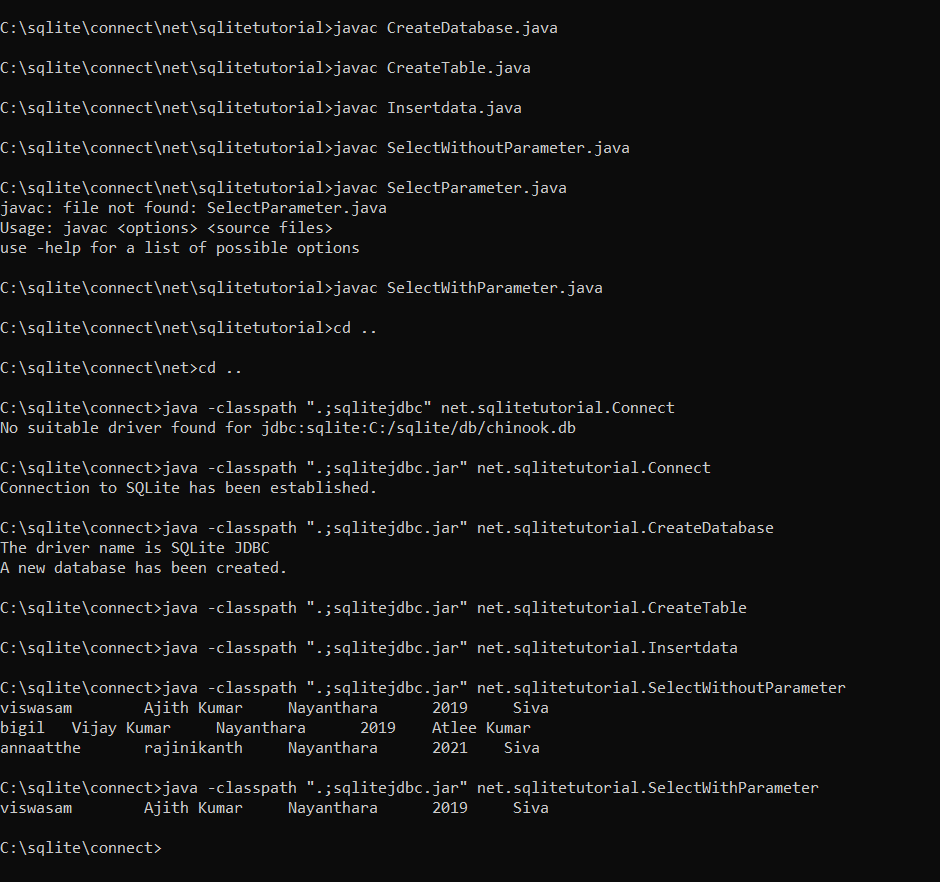 C:\sqlite\connect\net\sqlitetutorial>javac CreateDatabase.java
C:\sqlite\connect\net\sqlitetutorial>javac CreateTable.java
C:\sqlite\connect\net\sqlitetutorial>javac Insertdata.java
C:\sqlite\connect\net\sqlitetutorial>javac SelectWithoutParameter.java
C:\sqlite\connect\net\sqlitetutorial>javac SelectParameter.java
javac: file not found: SelectParameter.java
Usage: javac <options> <source files>
use -help for a list of possible options
C:\sqlite\connect\net\sqlitetutorial>javac SelectWithParameter.java
C:\sqlite\connect\net\sqlitetutorial>cd ..
C:\sqlite\connect\net>cd ..
C:\sqlite\connect>java -classpath ".;sqlitejdbc" net.sqlitetutorial.Connect
No suitable driver found for jdbc:sqlite:C:/sqlite/db/chinook.db
C:\sqlite\connect>java -classpath ".;sqlitejdbc.jar" net.sqlitetutorial.Connect
Connection to SQLite has been established.
C:\sqlite\connect>java -classpath ".;sqlitejdbc.jar" net.sqlitetutorial.CreateDatabase
The driver name is SQLite JDBC
A new database has been created.
C:\sqlite\connect>java -classpath ".;sqlitejdbc.jar" net.sqlitetutorial.CreateTable
C:\sqlite\connect>java -classpath ".;sqlitejdbc.jar" net.sqlitetutorial.Insertdata
C:\sqlite\connect>java -classpath ".;sqlitejdbc.jar" net.sqlitetutorial.SelectWithoutParameter
viswasam        Ajith Kumar     Nayanthara      2019     Siva
bigil   Vijay Kumar     Nayanthara      2019    Atlee Kumar
annaatthe       rajinikanth     Nayanthara      2021    Siva
C:\sqlite\connect>java -classpath ".;sqlitejdbc.jar" net.sqlitetutorial.SelectWithParameter
viswasam        Ajith Kumar     Nayanthara      2019     Siva
C:\sqlite\connect>